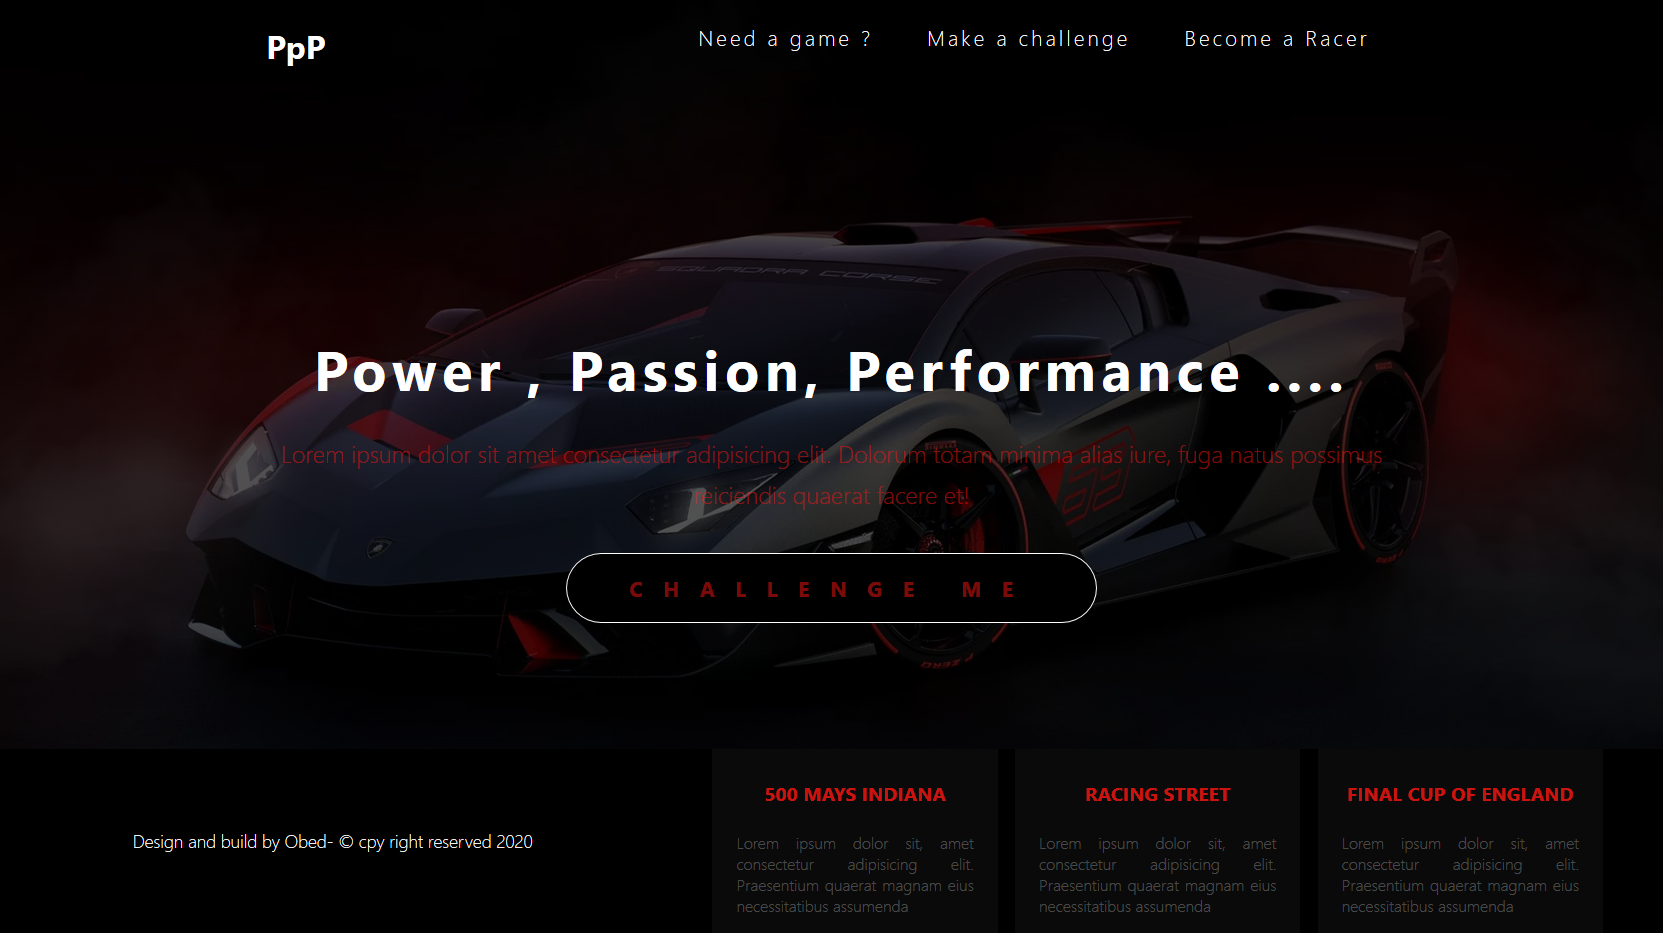 PpP
Need a game ?
Make a challenge
Become a Racer
SQUADRA CORSE
Power , Passion, Performance ....
Lorem ipsum dolor sit amet consectetur adipisicing elit. Dolorum totam minima alias iure, fuga natus possimus
reiciendis quaerat facere et!
63
CHALLENGE ME
P ZERO
500 MAYS INDIANA
Lorem ipsum dolor sit, amet
consectetur adipisicing elit.
Praesentium quaerat magnam eius
necessitatibus assumenda
RACING STREET
Lorem ipsum dolor sit, amet
consectetur adipisicing elit.
Praesentium quaerat magnam eius
necessitatibus assumenda
FINAL CUP OF ENGLAND
Lorem ipsum dolor sit, amet
consectetur adipisicing elit.
Praesentium quaerat magnam eius
necessitatibus assumenda
Design and build by Obed- © cpy right reserved 2020